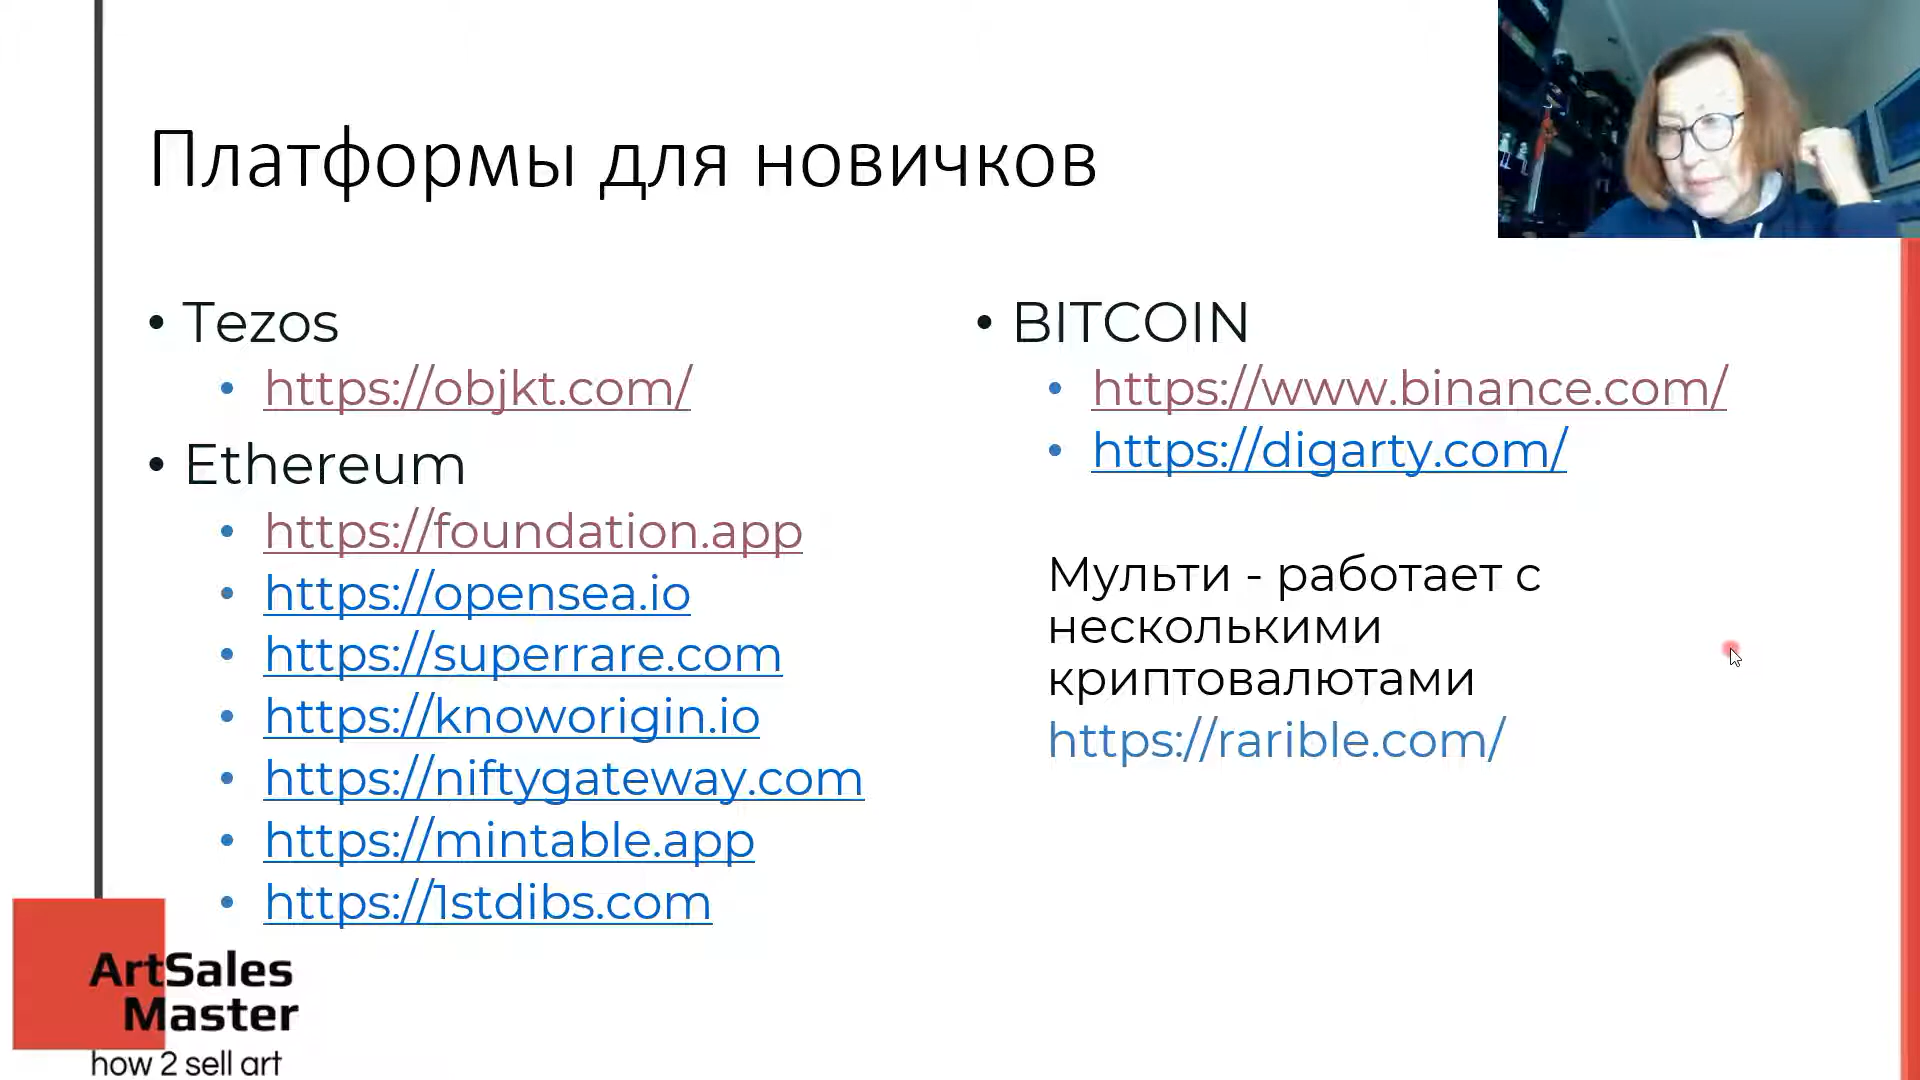 Платформы для новичков
• Tezos
• https://objkt.com/
• Ethereum
• https://foundation.app
• https://opensea.io
• https://superrare.com
• https://knoworigin.io
• https://niftygateway.com
• https://mintable.app
• https://1stdibs.com
• BITCOIN
• https://www.binance.com/
• https://digarty.com/
Мульти - работает с
несколькими
криптовалютами
https://rarible.com/
ArtSales
Master
how 2 sell art